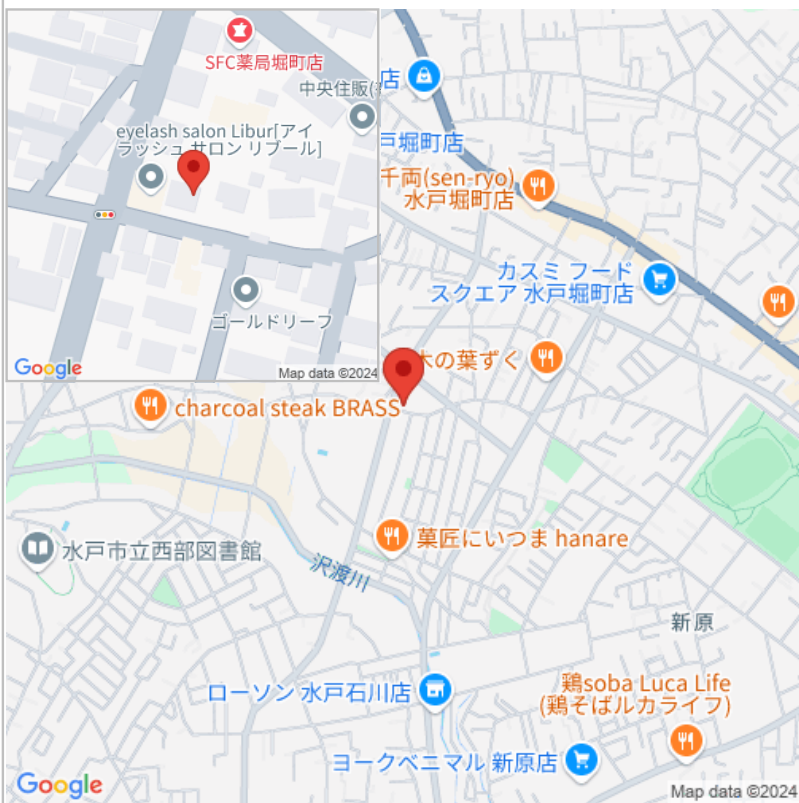 SFC薬局堀町店
中央住販(
eyelash salon Libur[アイ
ラッシュ サロン リブール]
ゴールドリーフ
Google
Map data ©2024
店
戸堀町店
千両(sen-ryo)
水戸堀町店
カスミ フード
スクエア 水戸堀町店
木の葉ずく
charcoal steak BRASS
菓匠にいつま hanare
水戸市立西部図書館
沢渡川
新原
ローソン 水戸石川店
鶏soba Luca Life
(鶏そばルカライフ)
ヨークベニマル 新原店
Google
Map data ©2024